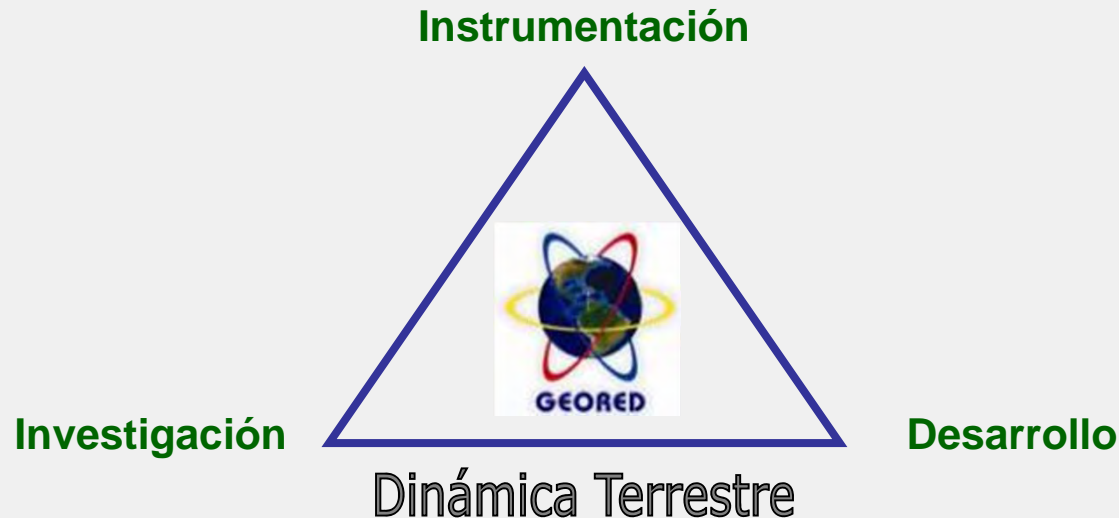 Instrumentación
GEORED
Investigación
Desarrollo
Dinámica Terrestre